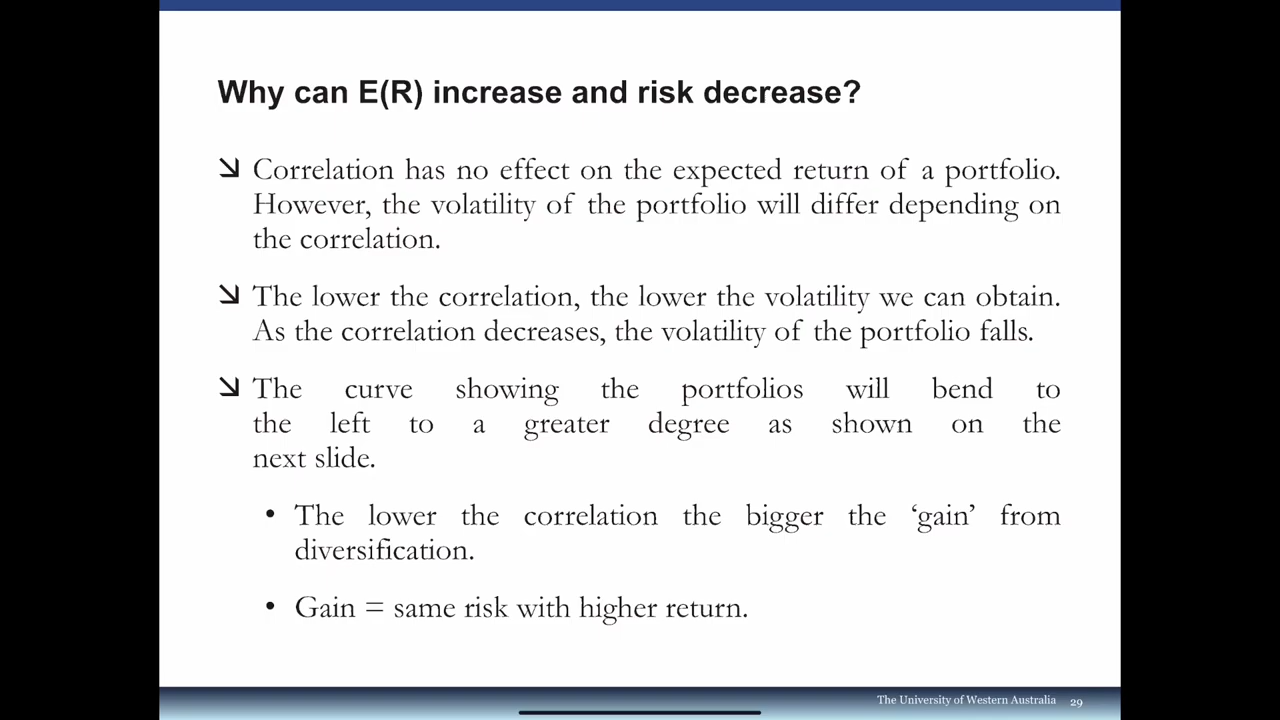 Why can E(R) increase and risk decrease?
Correlation has no effect on the expected return of a portfolio.
However, the volatility of the portfolio will differ depending on
the correlation.
The lower the correlation, the lower the volatility we can obtain.
As the correlation decreases, the volatility of the portfolio falls.
The curve showing the portfolios will bend to
the left to a greater degree as shown on the
next slide.
• The lower the correlation the bigger the ‘gain’ from
diversification.
• Gain = same risk with higher return.
The University of Western Australia 29